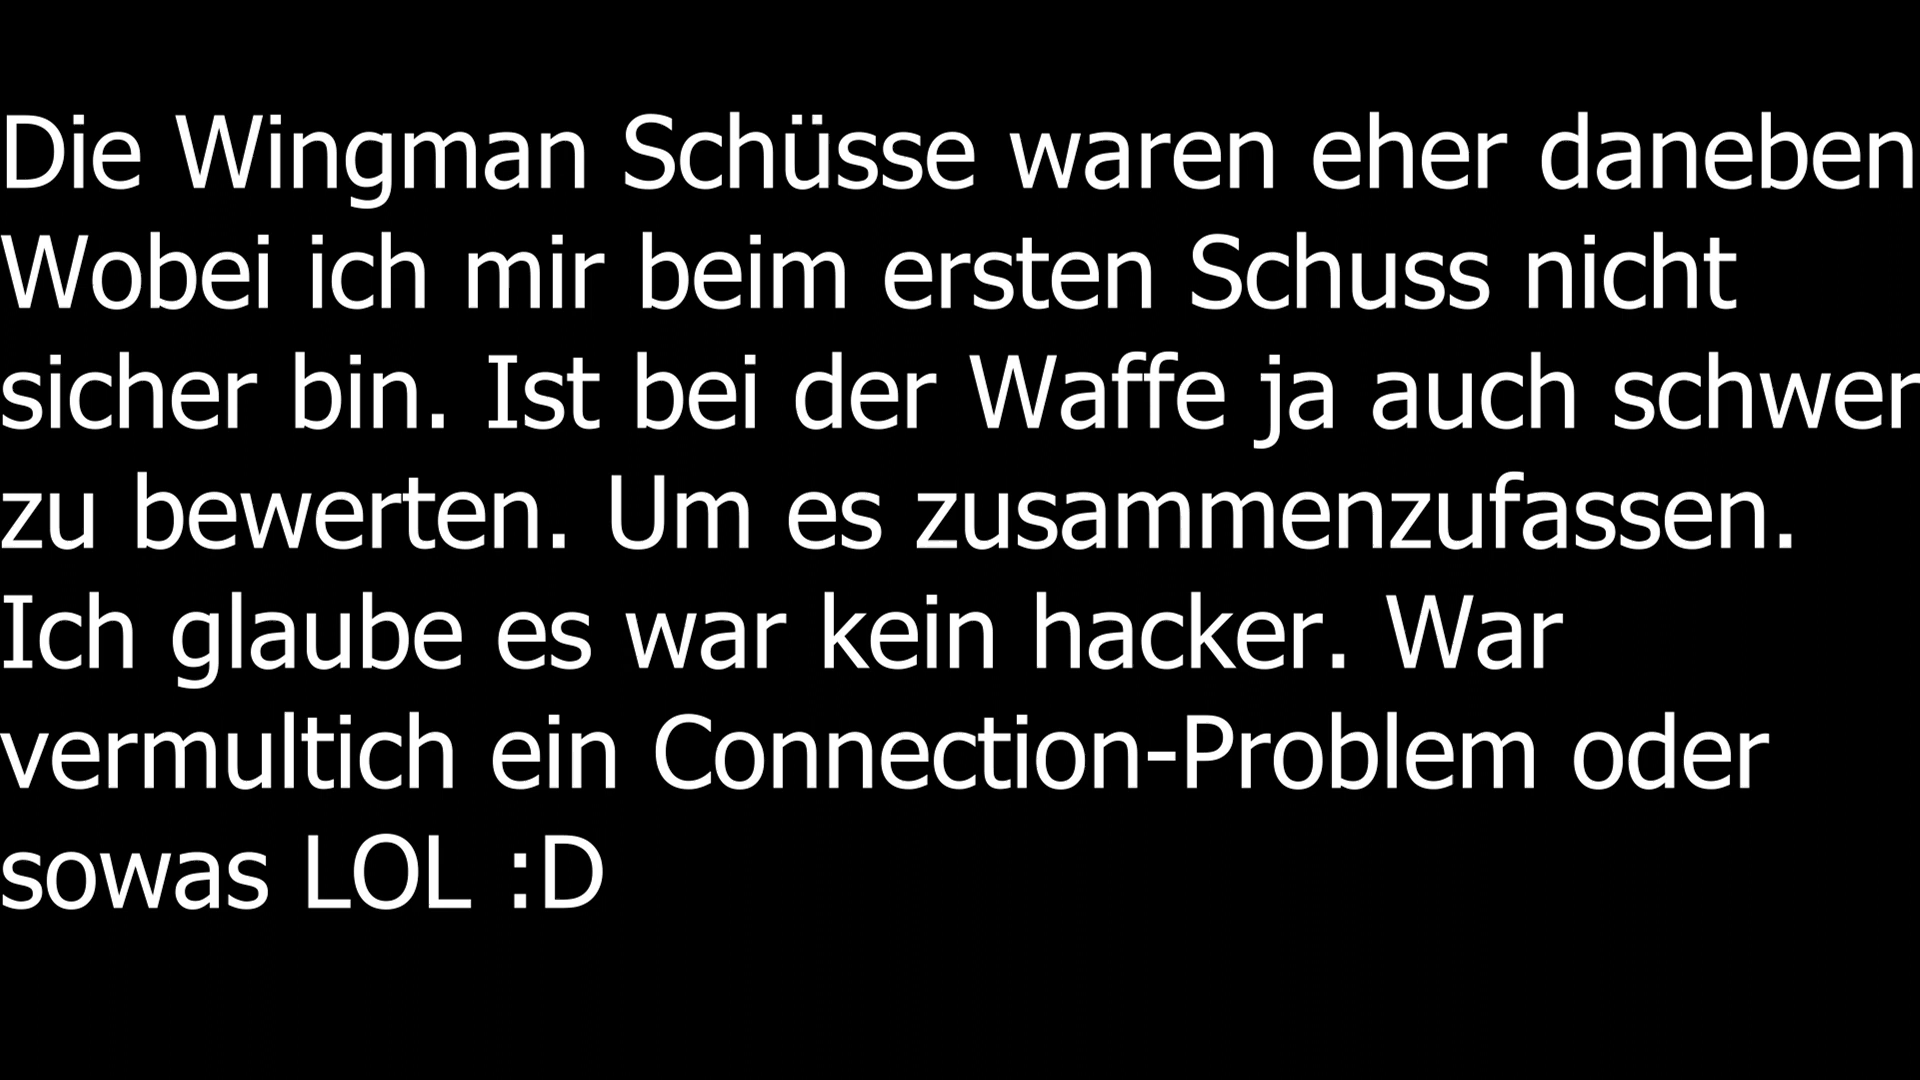 Die Wingman Schüsse waren eher daneben
Wobei ich mir beim ersten Schuss nicht
sicher bin. Ist bei der Waffe ja auch schwer
zu bewerten. Um es zusammenzufassen.
Ich glaube es war kein hacker. War
vermultich ein Connection-Problem oder
sowas LOL :D